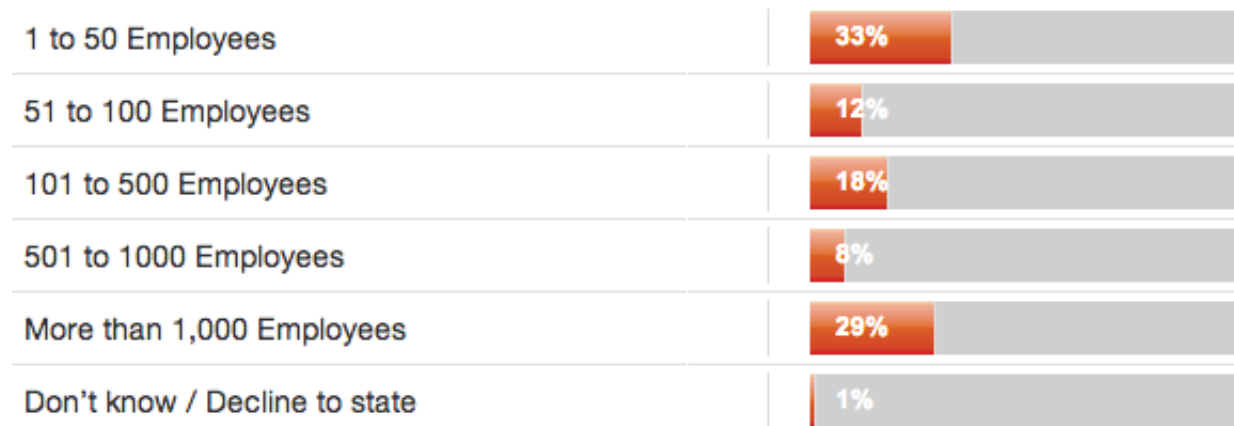 1 to 50 Employees 33%
51 to 100 Employees 12%
101 to 500 Employees 18%
501 to 1000 Employees 8%
More than 1,000 Employees 29%
Don’t know / Decline to state 1%